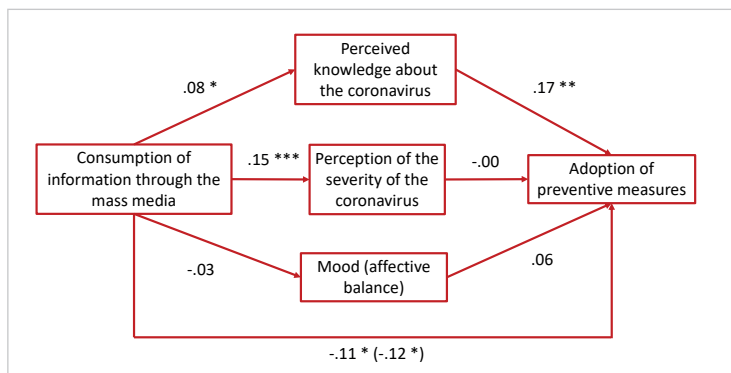 Perceived
knowledge about
the coronavirus
.08 *
.17 **
Consumption of
information through the
mass media
.15 ***
Perception of the
severity of the
coronavirus
-.00
Adoption of
preventive measures
-.03
Mood (affective
balance)
.06
-.11 * (-.12 *)